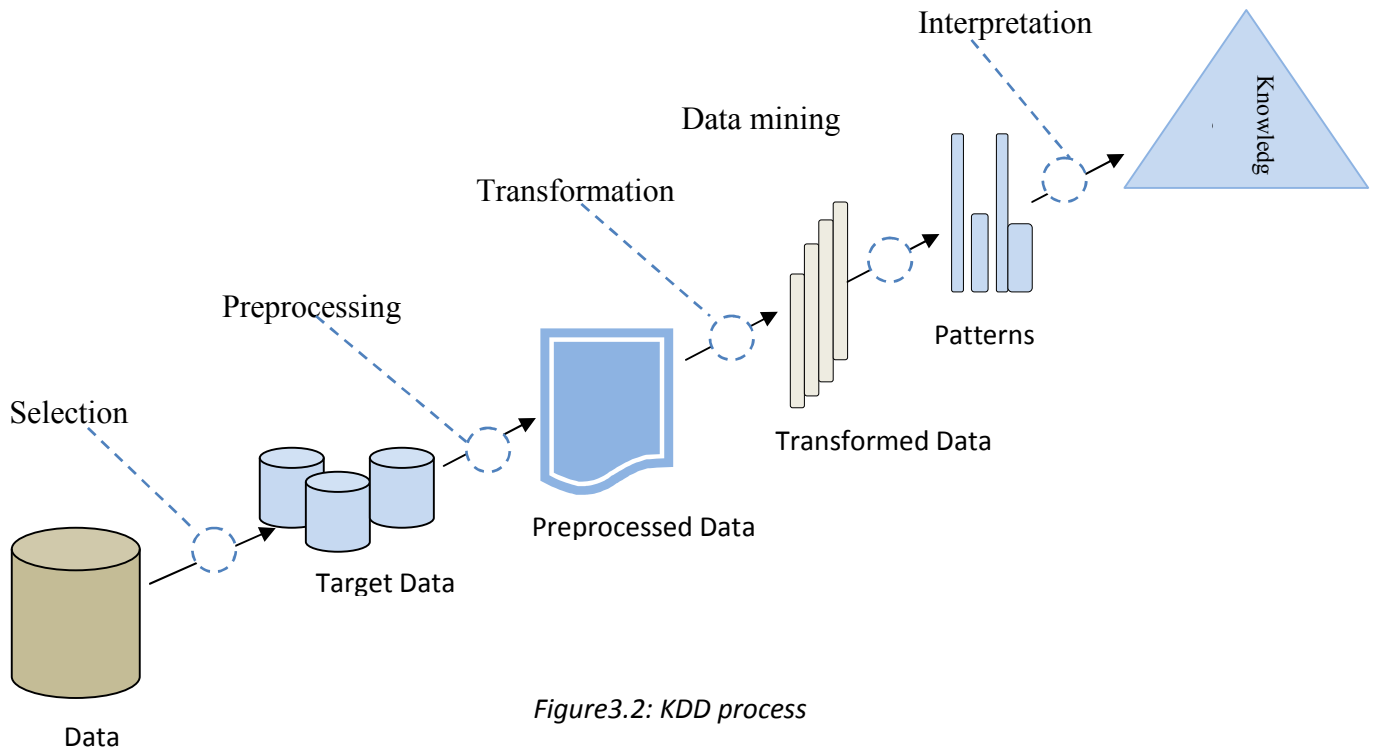 Interpretation
Knowledg
Data mining
Transformation
Preprocessing
Patterns
Selection
Transformed Data
Preprocessed Data
Target Data
Figure3.2: KDD process
Data